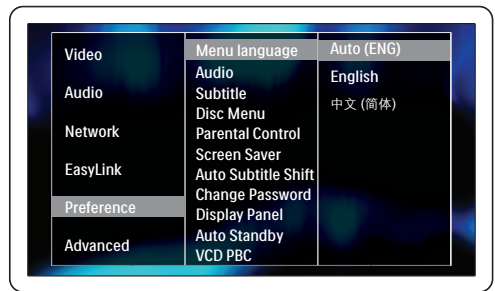 Video
Audio
Network
EasyLink
Preference
Advanced
Menu language
Audio
Subtitle
Disc Menu
Parental Control
Screen Saver
Auto Subtitle Shift
Change Password
Display Panel
Auto Standby
VCD PBC
Auto (ENG)
English
中文 (简体)